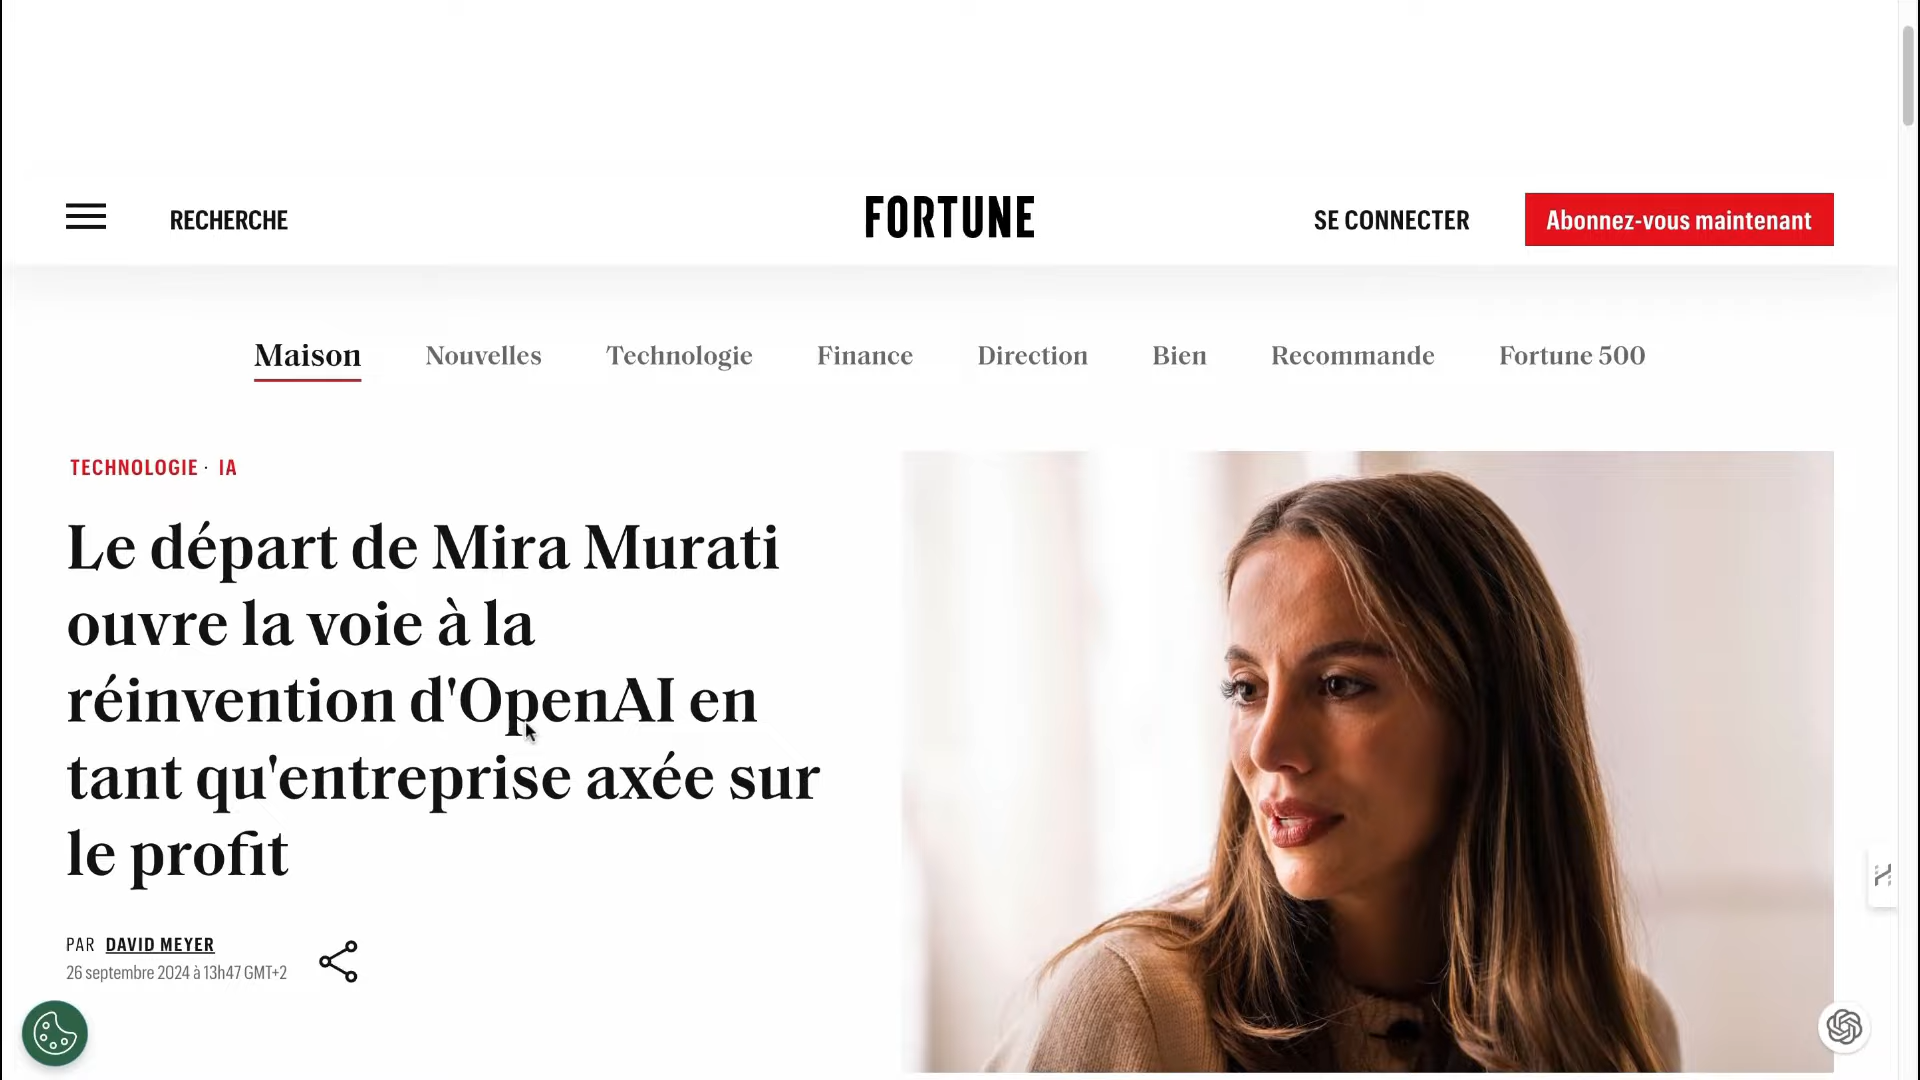 RECHERCHE
FORTUNE
SE CONNECTER
Abonnez-vous maintenant
Maison
Nouvelles
Technologie
Finance
Direction
Bien
Recommande
Fortune 500
TECHNOLOGIE · IA
Le départ de Mira Murati
ouvre la voie à la
réinvention d'OpenAI en
tant qu'entreprise axée sur
le profit
PAR DAVID MEYER
26 septembre 2024 à 13h47 GMT+2